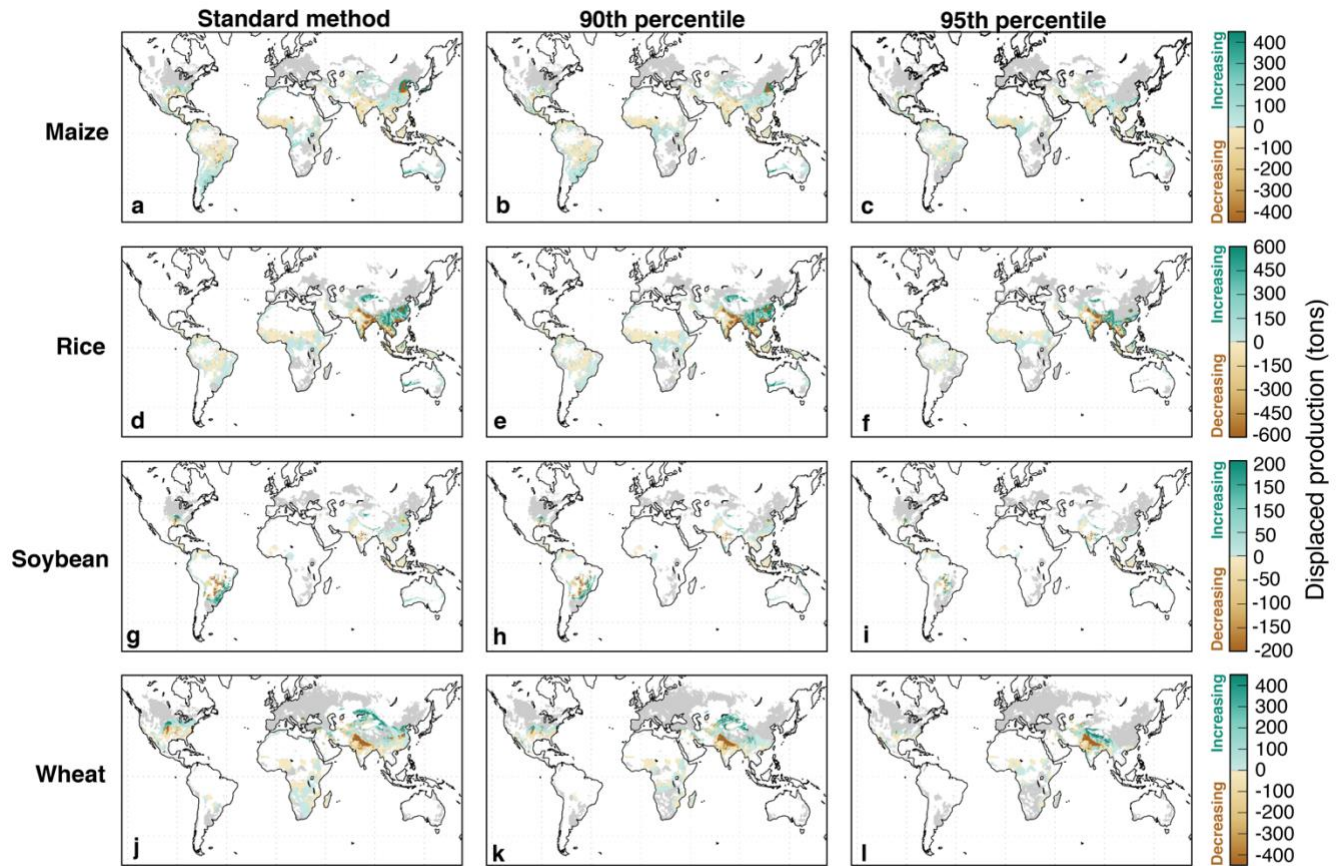 Standard method 90th percentile 95th percentile
Maize
a b c
Increasing
Decreasing
400
300
200
100
0
-100
-200
-300
-400
Rice
d e f
Increasing
Decreasing
600
450
300
150
0
-150
-300
-450
-600
Soybean
g h i
Increasing
Decreasing
200
150
100
50
0
-50
-100
-150
-200
Wheat
j k l
Increasing
Decreasing
400
300
200
100
0
-100
-200
-300
-400
Displaced production (tons)